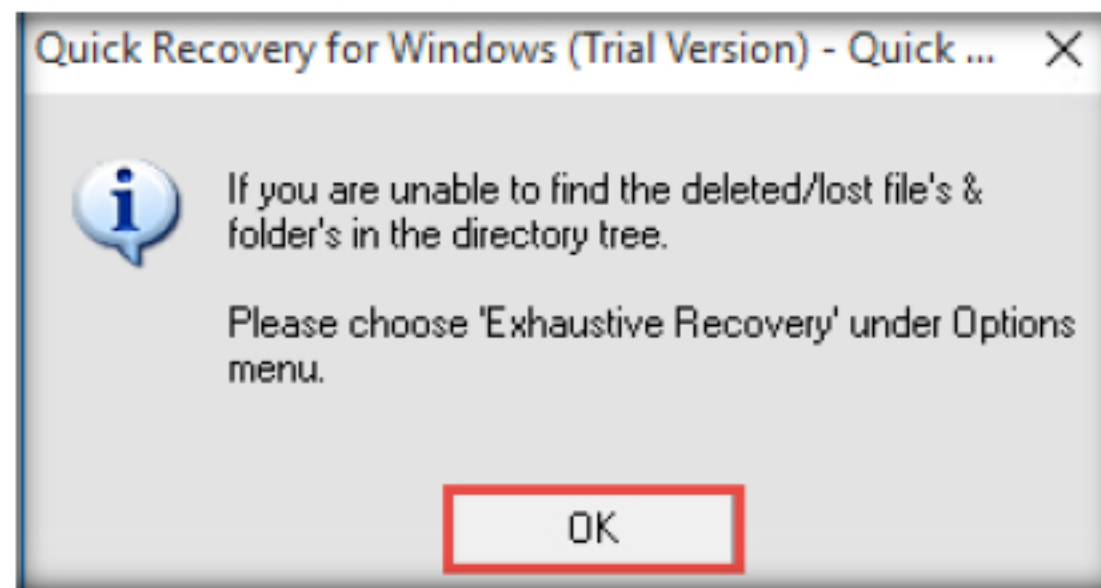 Quick Recovery for Windows (Trial Version) - Quick ...
If you are unable to find the deleted/lost file's &
folder's in the directory tree.
Please choose 'Exhaustive Recovery' under Options
menu.
OK